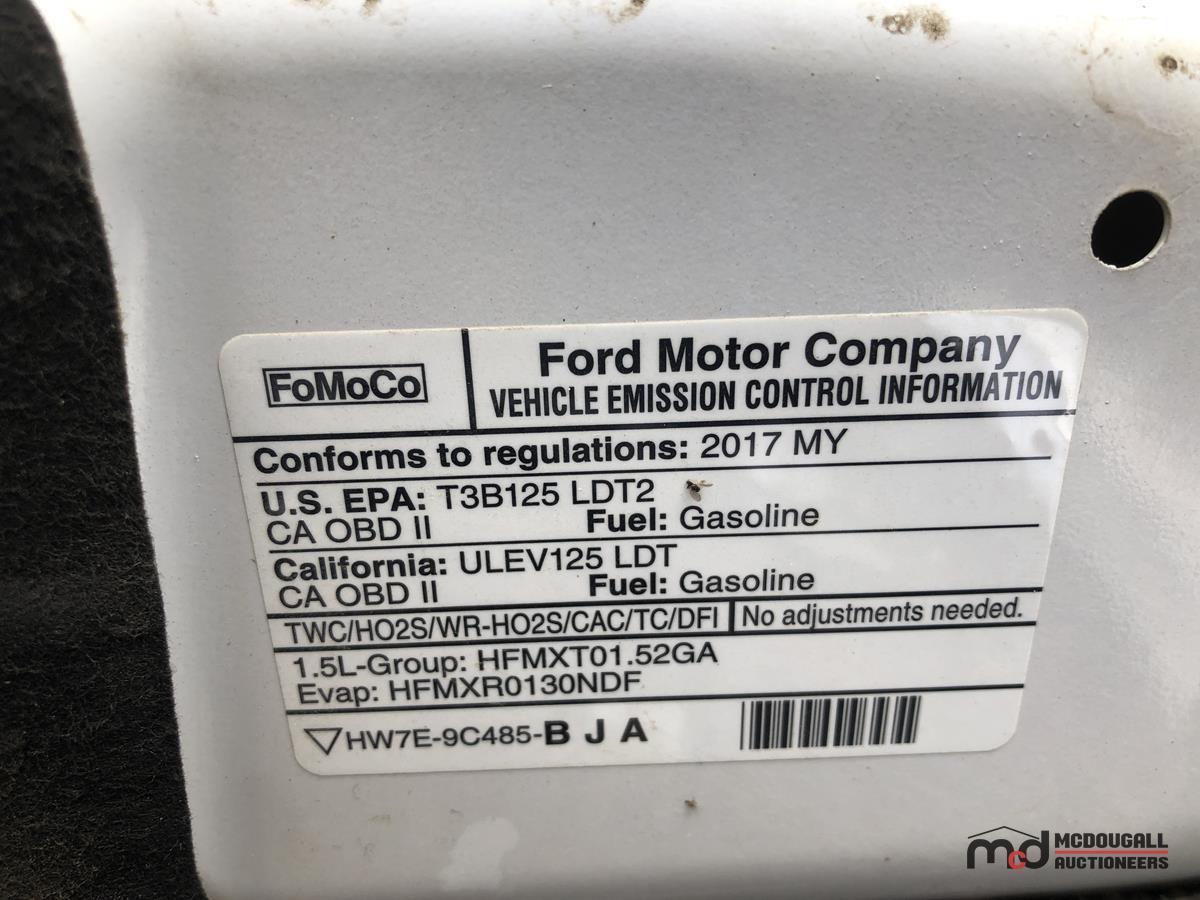 FoMoCo
Ford Motor Company
VEHICLE EMISSION CONTROL INFORMATION
Conforms to regulations: 2017 MY
U.S. EPA: T3B125 LDT2
CA OBD II Fuel: Gasoline
California: ULEV125 LDT
CA OBD II Fuel: Gasoline
TWC/HO2S/WR-HO2S/CAC/TC/DFI No adjustments needed.
1.5L-Group: HFMXT01.52GA
Evap: HFMXR0130NDF
HW7E-9C485-B J A
mcd MCDOUGALL
AUCTIONEERS